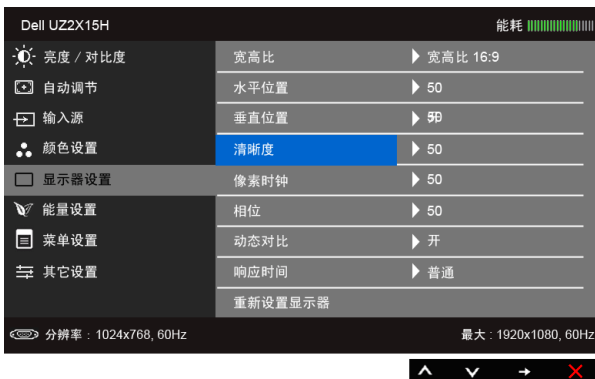 Dell UZ2X15H 能耗
亮度 / 对比度 宽高比 宽高比 16:9
自动调节 水平位置 50
输入源 垂直位置
颜色设置 清晰度 50
显示器设置 像素时钟 50
能量设置 相位 50
菜单设置 动态对比 开
其它设置 响应时间 普通
重新设置显示器
分辨率 : 1024x768, 60Hz 最大 : 1920x1080, 60Hz